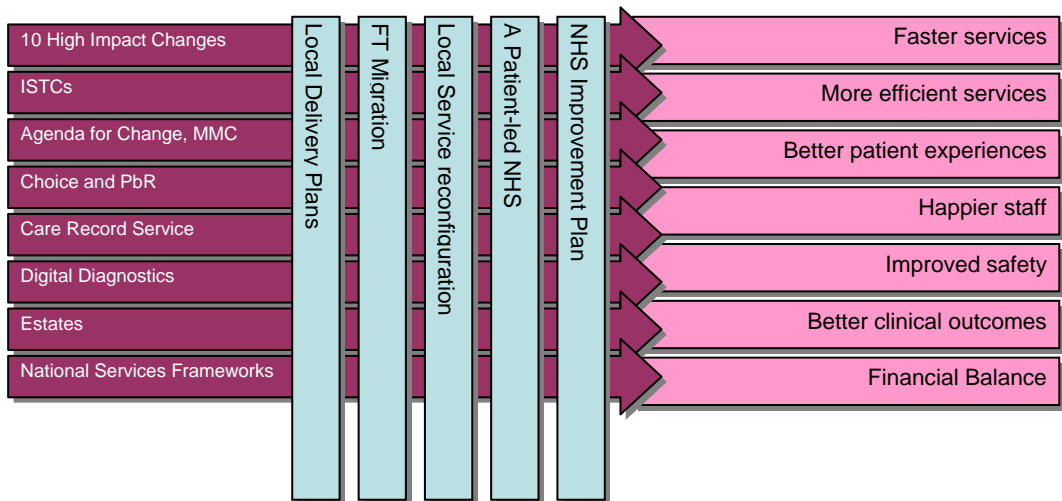 10 High Impact Changes
ISTCs
Agenda for Change, MMC
Choice and PbR
Care Record Service
Digital Diagnostics
Estates
National Services Frameworks
Local Delivery Plans
FT Migration
Local Service reconfiguration
A Patient-led NHS
NHS Improvement Plan
Faster services
More efficient services
Better patient experiences
Happier staff
Improved safety
Better clinical outcomes
Financial Balance